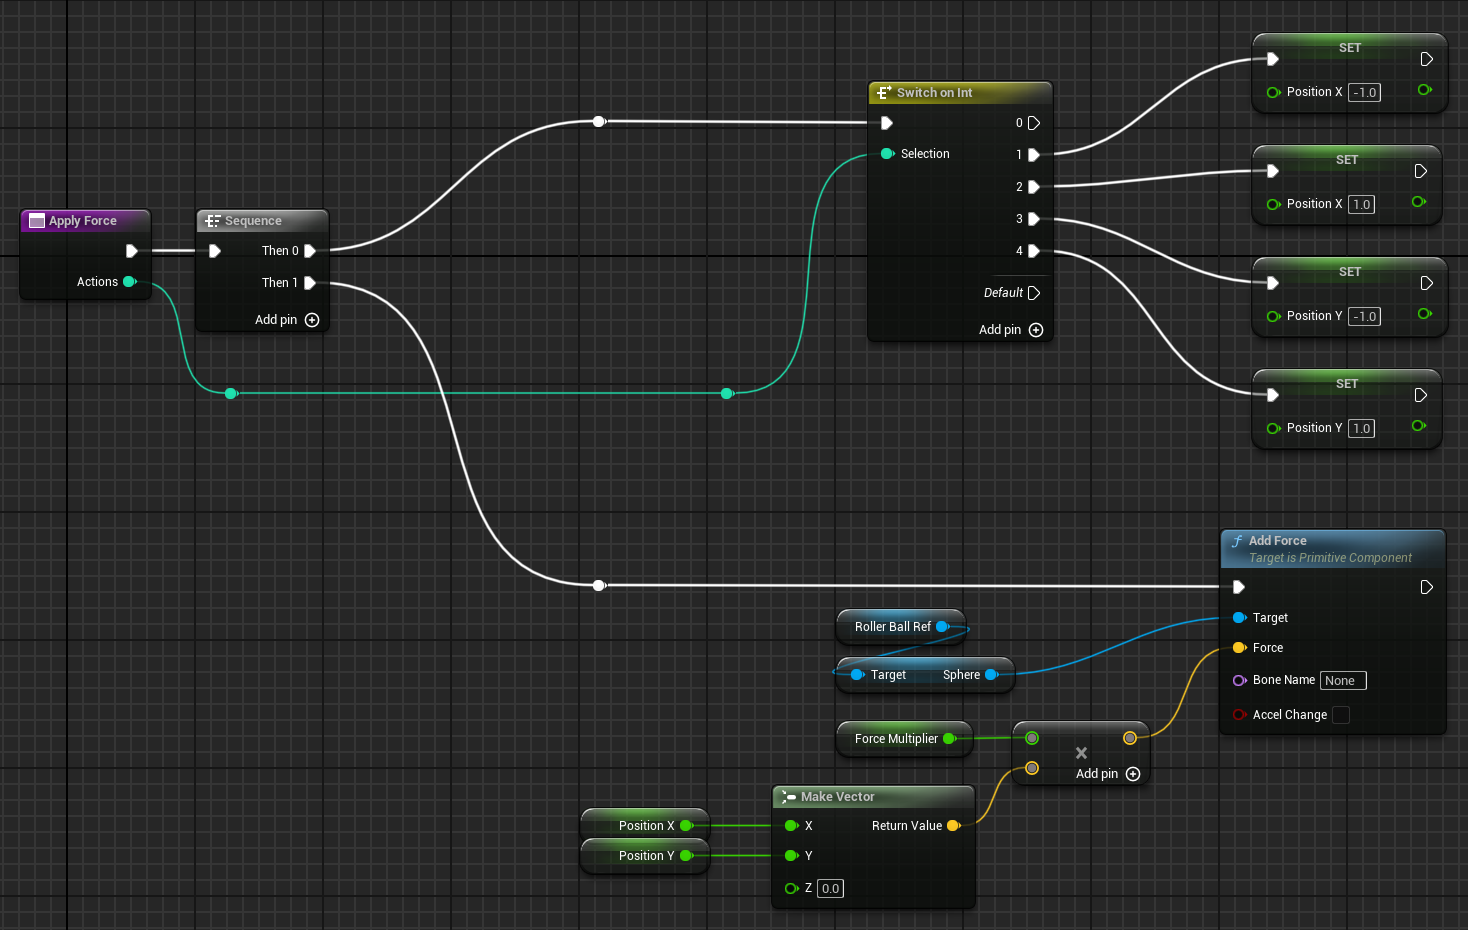 SET
Position X -1.0
Switch on Int
0
Selection
1
2
3
4
Default
Add pin
SET
Position X 1.0
Apply Force
Actions
Sequence
Then 0
Then 1
Add pin
SET
Position Y -1.0
SET
Position Y 1.0
Add Force
Target is Primitive Component
Target
Force
Bone Name None
Accel Change
Roller Ball Ref
Target Sphere
Force Multiplier
Add pin
Make Vector
Position X
X Return Value
Position Y
Y
Z 0.0